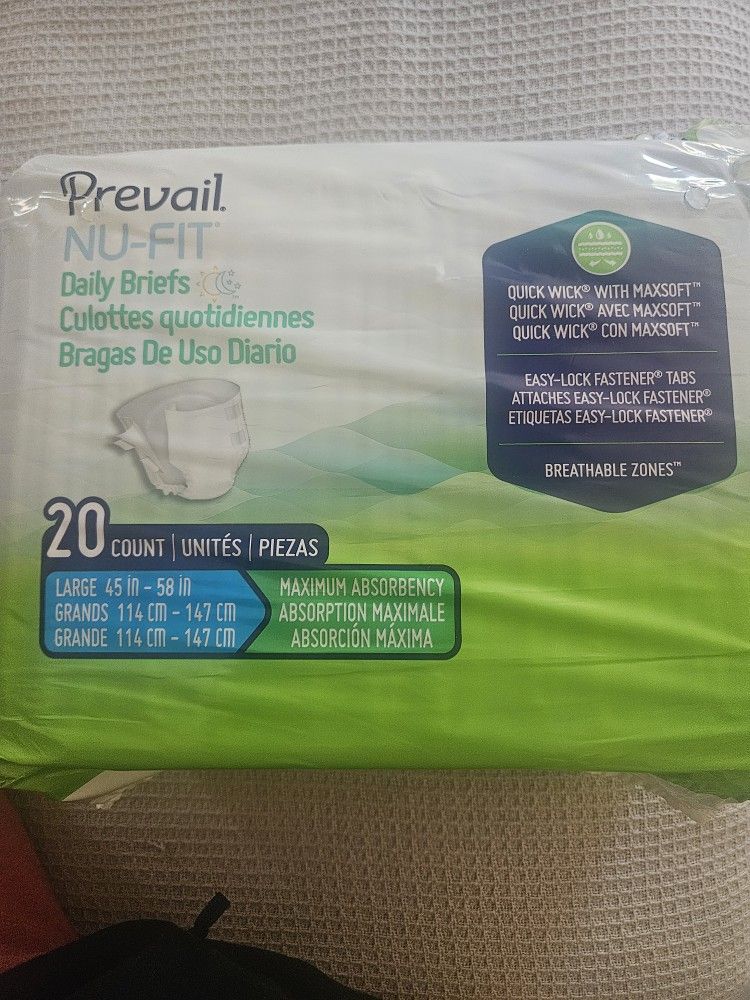 Prevail.
NU-FIT®
Daily Briefs
Culottes quotidiennes
Bragas De Uso Diario
QUICK WICK® WITH MAXSOFT™
QUICK WICK® AVEC MAXSOFT™
QUICK WICK® CON MAXSOFT™
EASY-LOCK FASTENER® TABS
ATTACHES EASY-LOCK FASTENER®
ETIQUETAS EASY-LOCK FASTENER®
BREATHABLE ZONES™
20 COUNT | UNITÉS | PIEZAS
LARGE 45 in - 58 in
GRANDS 114 CM - 147 CM
GRANDE 114 CM - 147 CM
MAXIMUM ABSORBENCY
ABSORPTION MAXIMALE
ABSORCIÓN MÁXIMA